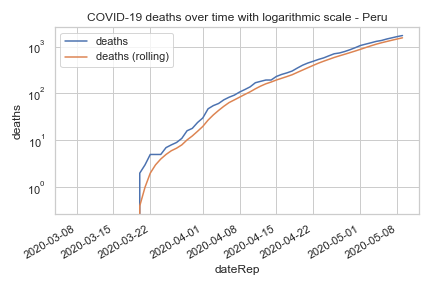 COVID-19 deaths over time with logarithmic scale - Peru
deaths
deaths (rolling)
10³
10²
10¹
10⁰
deaths
2020-03-08
2020-03-15
2020-03-22
2020-04-01
2020-04-08
2020-04-15
2020-04-22
2020-05-01
2020-05-08
dateRep